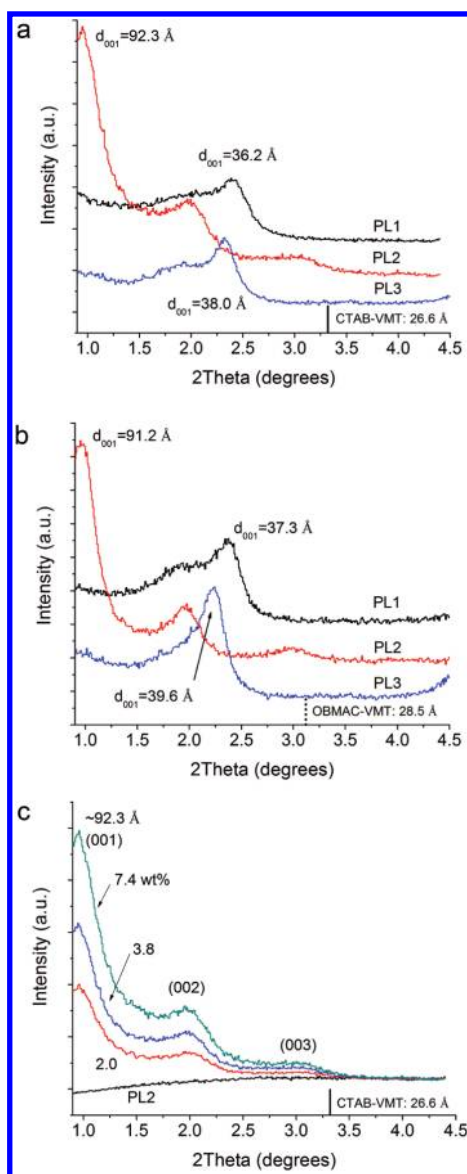 a
d001=92.3 Å
d001=36.2 Å
PL1
PL2
PL3
d001=38.0 Å
CTAB-VMT: 26.6 Å
Intensity (a.u.)
1.0 1.5 2.0 2.5 3.0 3.5 4.0 4.5
2Theta (degrees)
b
d001=91.2 Å
d001=37.3 Å
PL1
PL2
PL3
d001=39.6 Å
OBMAC-VMT: 28.5 Å
Intensity (a.u.)
1.0 1.5 2.0 2.5 3.0 3.5 4.0 4.5
2Theta (degrees)
c
~92.3 Å
(001)
7.4 wt%
3.8
(002)
(003)
2.0
PL2
CTAB-VMT: 26.6 Å
Intensity (a.u.)
1.0 1.5 2.0 2.5 3.0 3.5 4.0 4.5
2Theta (degrees)